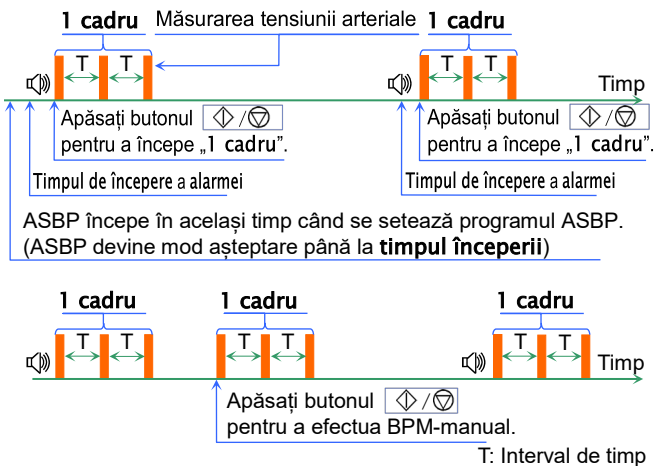 1 cadru Măsurarea tensiunii arteriale 1 cadru
T T T T
Timp
Apăsați butonul / Apăsați butonul /
pentru a începe „1 cadru”. pentru a începe „1 cadru”.
Timpul de începere a alarmei Timpul de începere a alarmei
ASBP începe în același timp când se setează programul ASBP.
(ASBP devine mod așteptare până la timpul începerii)
1 cadru 1 cadru 1 cadru
T T T T T T
Timp
Apăsați butonul /
pentru a efectua BPM-manual.
T: Interval de timp